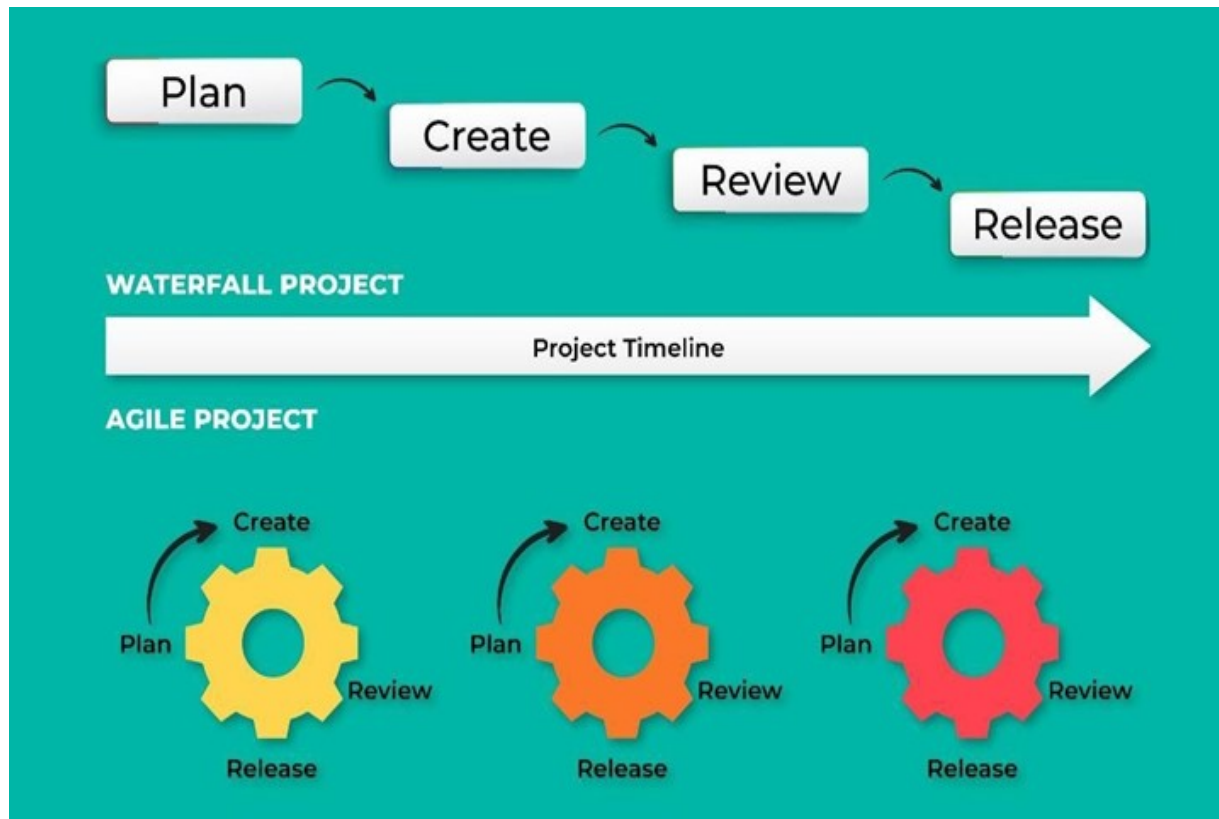 Plan
Create
Review
Release
WATERFALL PROJECT
Project Timeline
AGILE PROJECT
Create
Plan
Review
Release
Create
Plan
Review
Release
Create
Plan
Review
Release